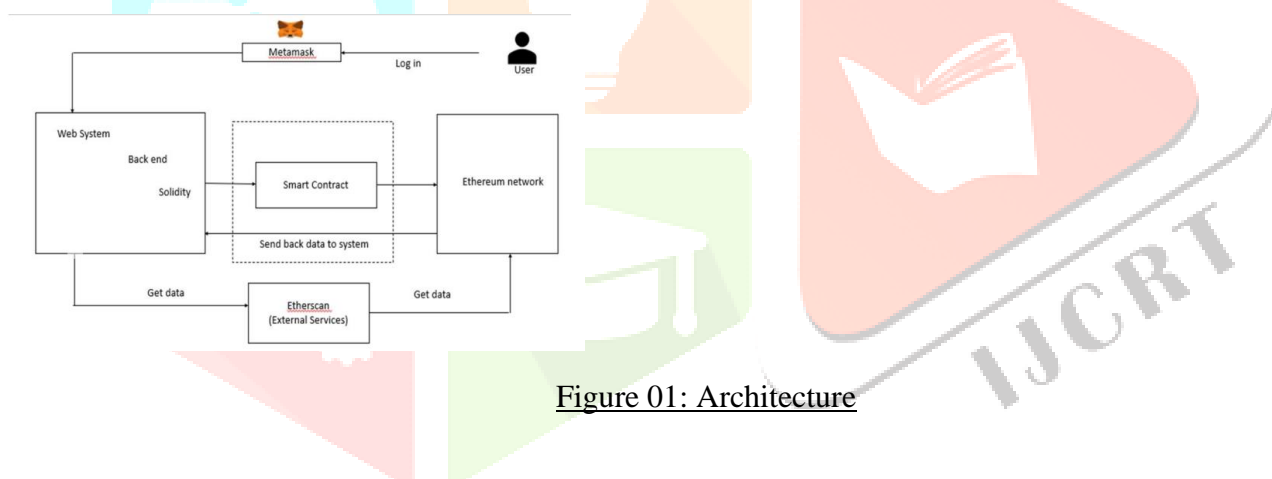 Metamask
Log in
User
Web System
Back end
Solidity
Smart Contract
Ethereum network
Send back data to system
Get data
Etherscan
(External Services)
Get data
IJCRT
Figure 01: Architecture